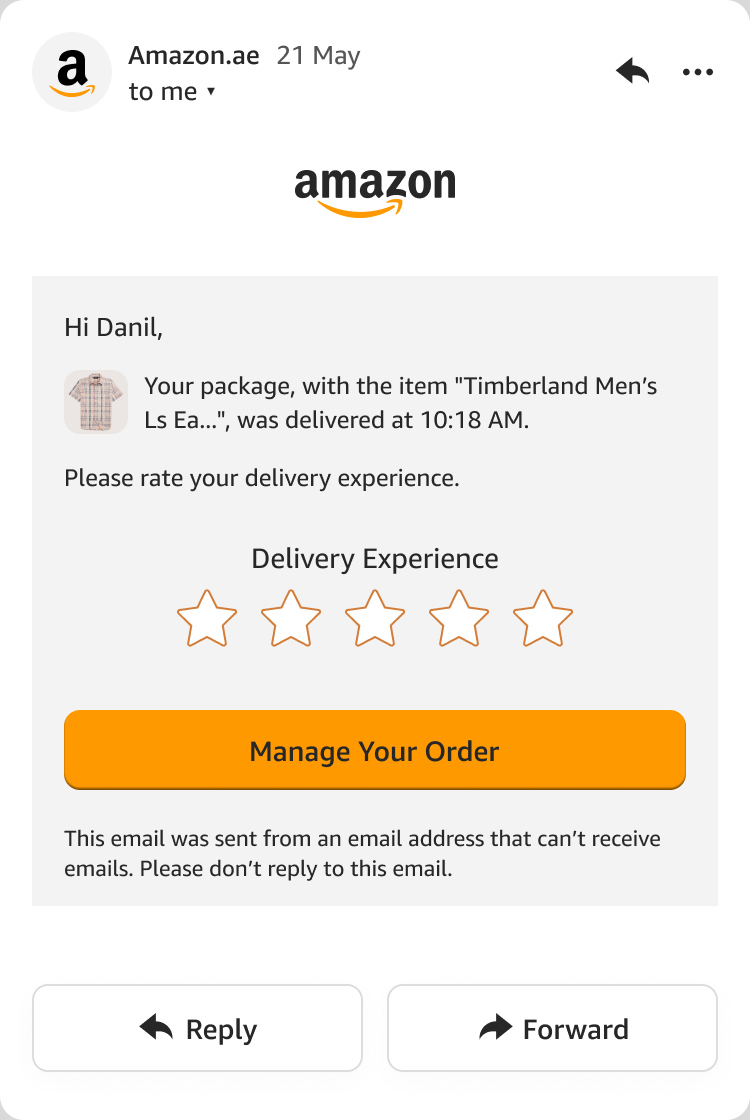 a
Amazon.ae 21 May
to me
amazon
Hi Danil,
Your package, with the item "Timberland Men’s
Ls Ea...", was delivered at 10:18 AM.
Please rate your delivery experience.
Delivery Experience
Manage Your Order
This email was sent from an email address that can’t receive
emails. Please don’t reply to this email.
Reply
Forward